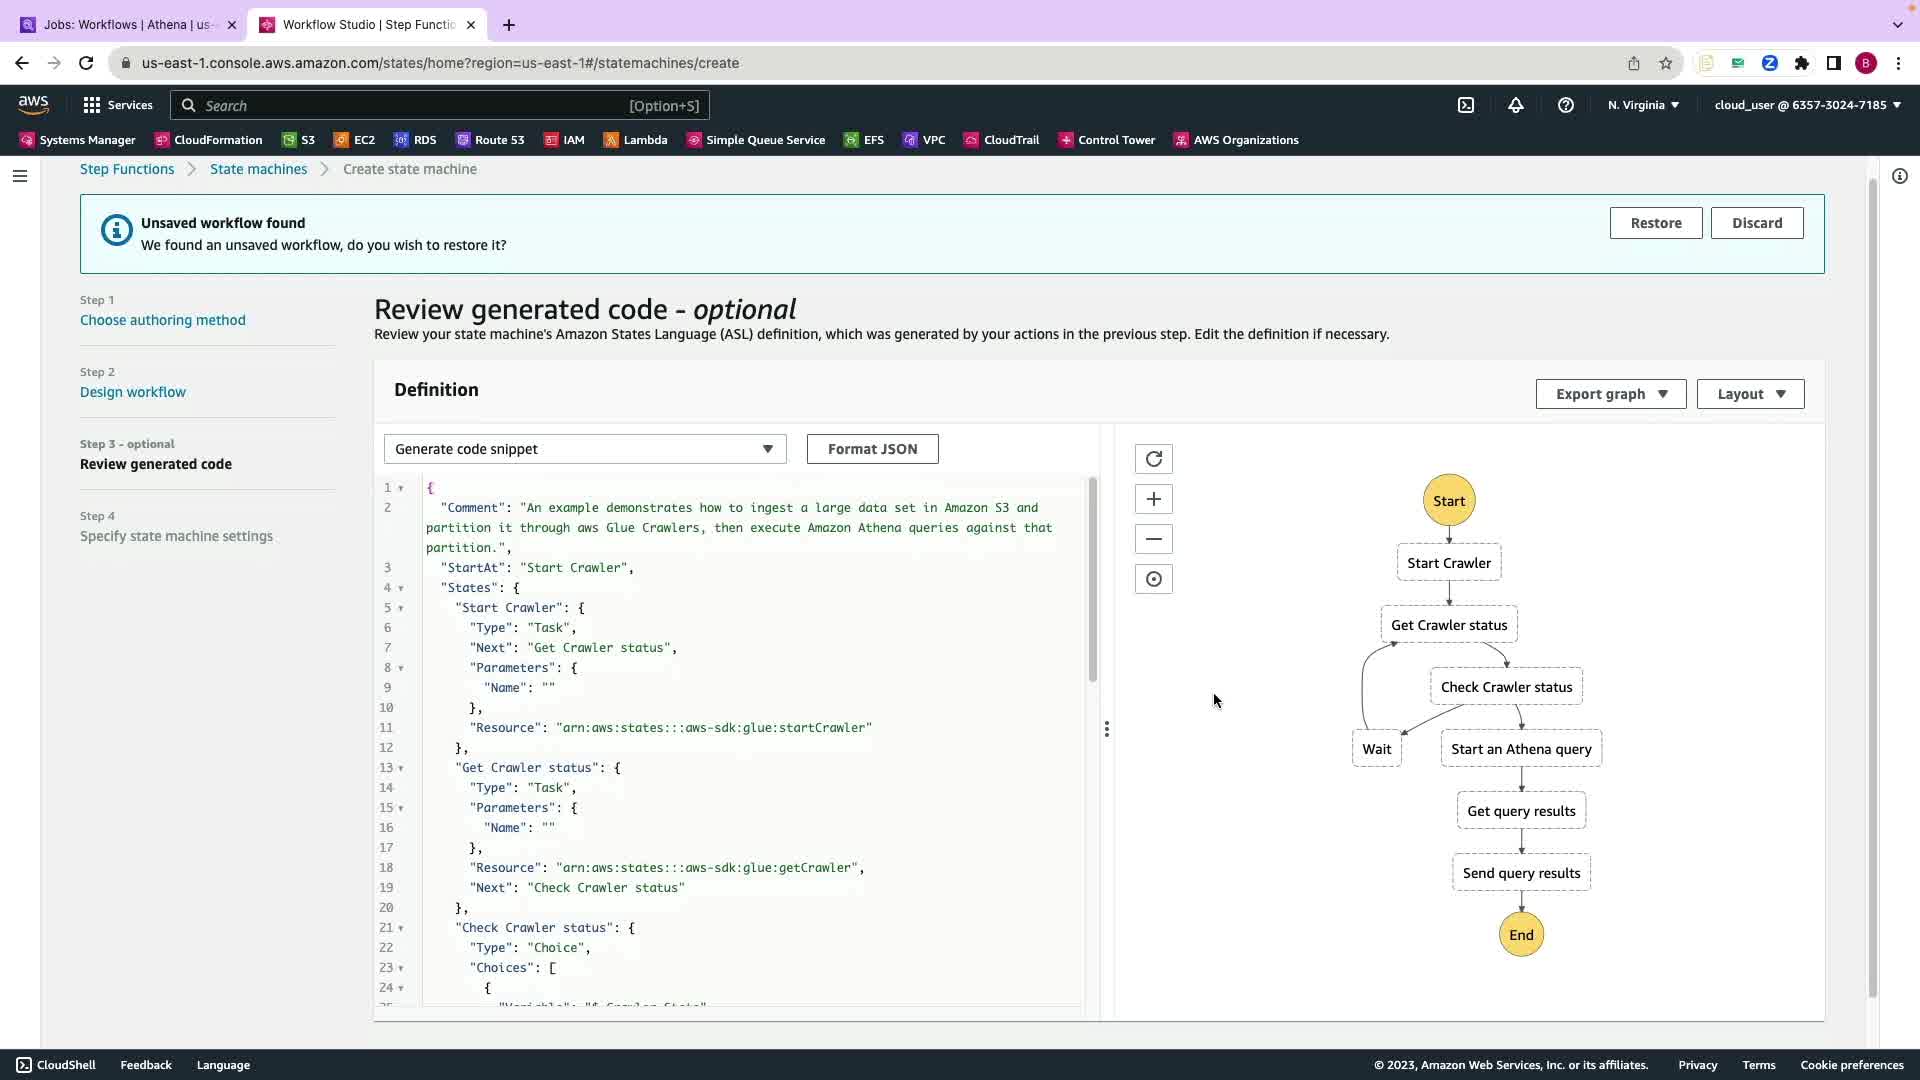 Jobs: Workflows | Athena | us-
Workflow Studio | Step Functio
us-east-1.console.aws.amazon.com/states/home?region=us-east-1#/statemachines/create
B
aws
Services
Search
[Option+S]
N. Virginia
cloud_user @ 6357-3024-7185
Systems Manager
CloudFormation
S3
EC2
RDS
Route 53
IAM
Lambda
Simple Queue Service
EFS
VPC
CloudTrail
Control Tower
AWS Organizations
Step Functions
State machines
Create state machine
Unsaved workflow found
We found an unsaved workflow, do you wish to restore it?
Restore
Discard
Step 1
Choose authoring method
Step 2
Design workflow
Step 3 - optional
Review generated code
Step 4
Specify state machine settings
Review generated code - optional
Review your state machine's Amazon States Language (ASL) definition, which was generated by your actions in the previous step. Edit the definition if necessary.
Definition
Export graph
Layout
Generate code snippet
Format JSON
1 {
2 "Comment": "An example demonstrates how to ingest a large data set in Amazon S3 and
partition it through aws Glue Crawlers, then execute Amazon Athena queries against that
partition.",
3 "StartAt": "Start Crawler",
4 "States": {
5 "Start Crawler": {
6 "Type": "Task",
7 "Next": "Get Crawler status",
8 "Parameters": {
9 "Name": ""
10 },
11 "Resource": "arn:aws:states:::aws-sdk:glue:startCrawler"
12 },
13 "Get Crawler status": {
14 "Type": "Task",
15 "Parameters": {
16 "Name": ""
17 },
18 "Resource": "arn:aws:states:::aws-sdk:glue:getCrawler",
19 "Next": "Check Crawler status"
20 },
21 "Check Crawler status": {
22 "Type": "Choice",
23 "Choices": [
24 {
Start
Start Crawler
Get Crawler status
Check Crawler status
Wait
Start an Athena query
Get query results
Send query results
End
CloudShell
Feedback
Language
© 2023, Amazon Web Services, Inc. or its affiliates.
Privacy
Terms
Cookie preferences